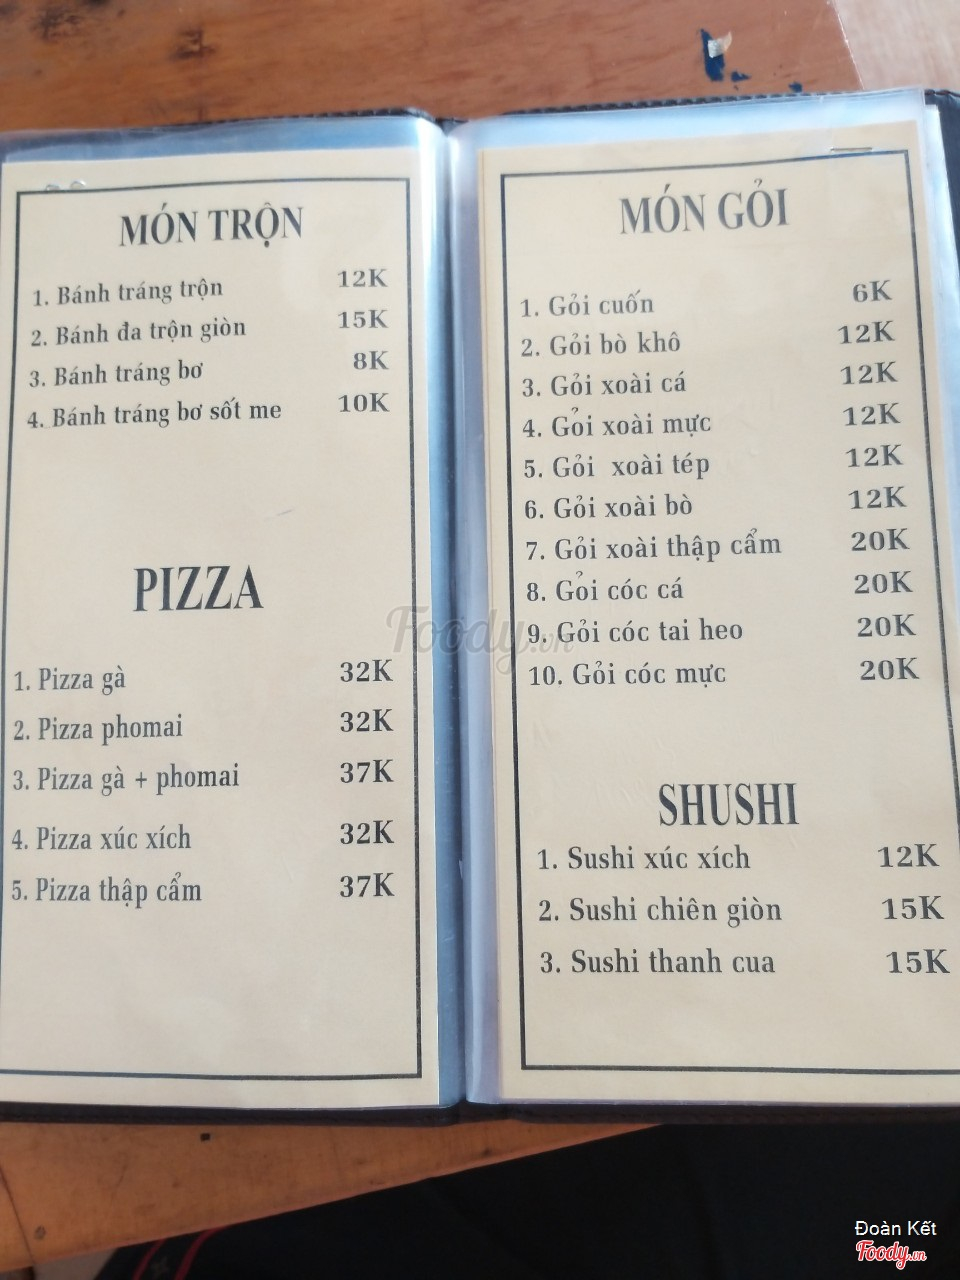 MÓN TRỘN
1. Bánh tráng trộn 12K
2. Bánh đa trộn giòn 15K
3. Bánh tráng bơ 8K
4. Bánh tráng bơ sốt me 10K
PIZZA
1. Pizza gà 32K
2. Pizza phomai 32K
3. Pizza gà + phomai 37K
4. Pizza xúc xích 32K
5. Pizza thập cẩm 37K
MÓN GỎI
1. Gỏi cuốn 6K
2. Gỏi bò khô 12K
3. Gỏi xoài cá 12K
4. Gỏi xoài mực 12K
5. Gỏi xoài tép 12K
6. Gỏi xoài bò 12K
7. Gỏi xoài thập cẩm 20K
8. Gỏi cóc cá 20K
9. Gỏi cóc tai heo 20K
10. Gỏi cóc mực 20K
SHUSHI
1. Sushi xúc xích 12K
2. Sushi chiên giòn 15K
3. Sushi thanh cua 15K
Foody.vn
Đoàn Kết
Foody.vn